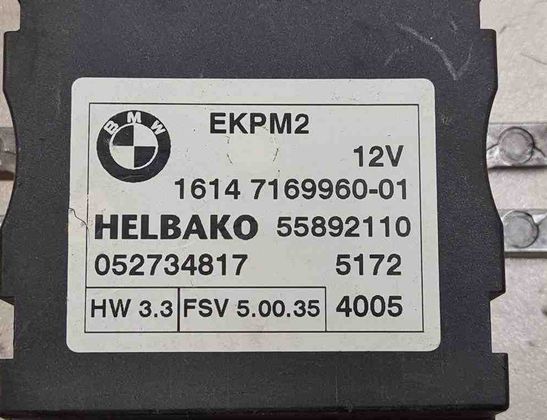 BMW
EKPM2
12V
1614 7169960-01
HELBAKO 55892110
052734817 5172
HW 3.3 FSV 5.00.35 4005